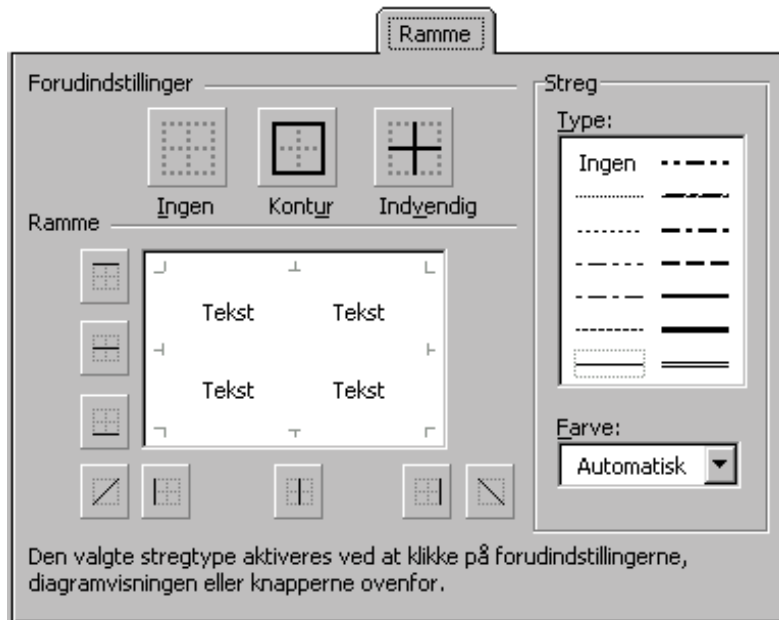 Ramme
Forudindstillinger
Streg
Type:
Ingen
Ingen
Kontur
Indvendig
Ramme
Tekst Tekst
Tekst Tekst
Farve:
Automatisk
Den valgte stregtype aktiveres ved at klikke på forudindstillingerne,
diagramvisningen eller knapperne ovenfor.